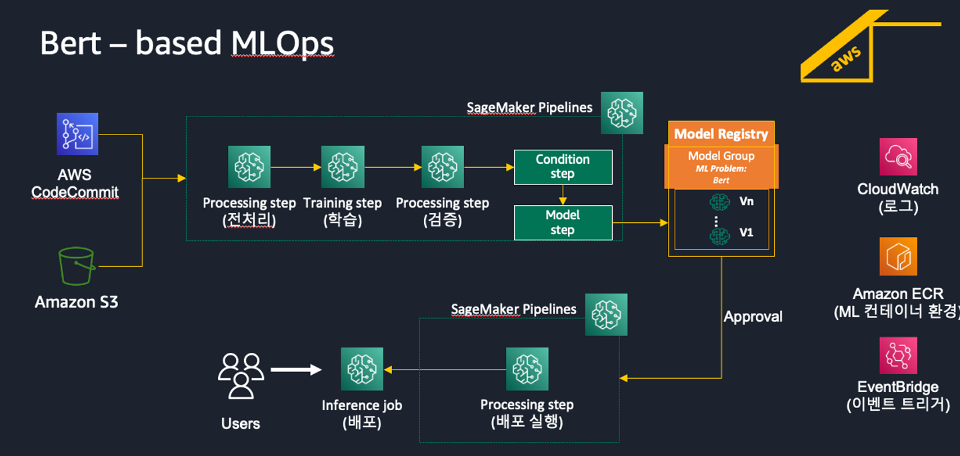 Bert – based MLOps
aws
SageMaker Pipelines
AWS
CodeCommit
Amazon S3
Processing step
(전처리)
Training step
(학습)
Processing step
(검증)
Condition
step
Model
step
Model Registry
Model Group
ML Problem:
Bert
Vn
V1
CloudWatch
(로그)
Amazon ECR
(ML 컨테이너 환경)
EventBridge
(이벤트 트리거)
Approval
SageMaker Pipelines
Users
Inference job
(배포)
Processing step
(배포 실행)